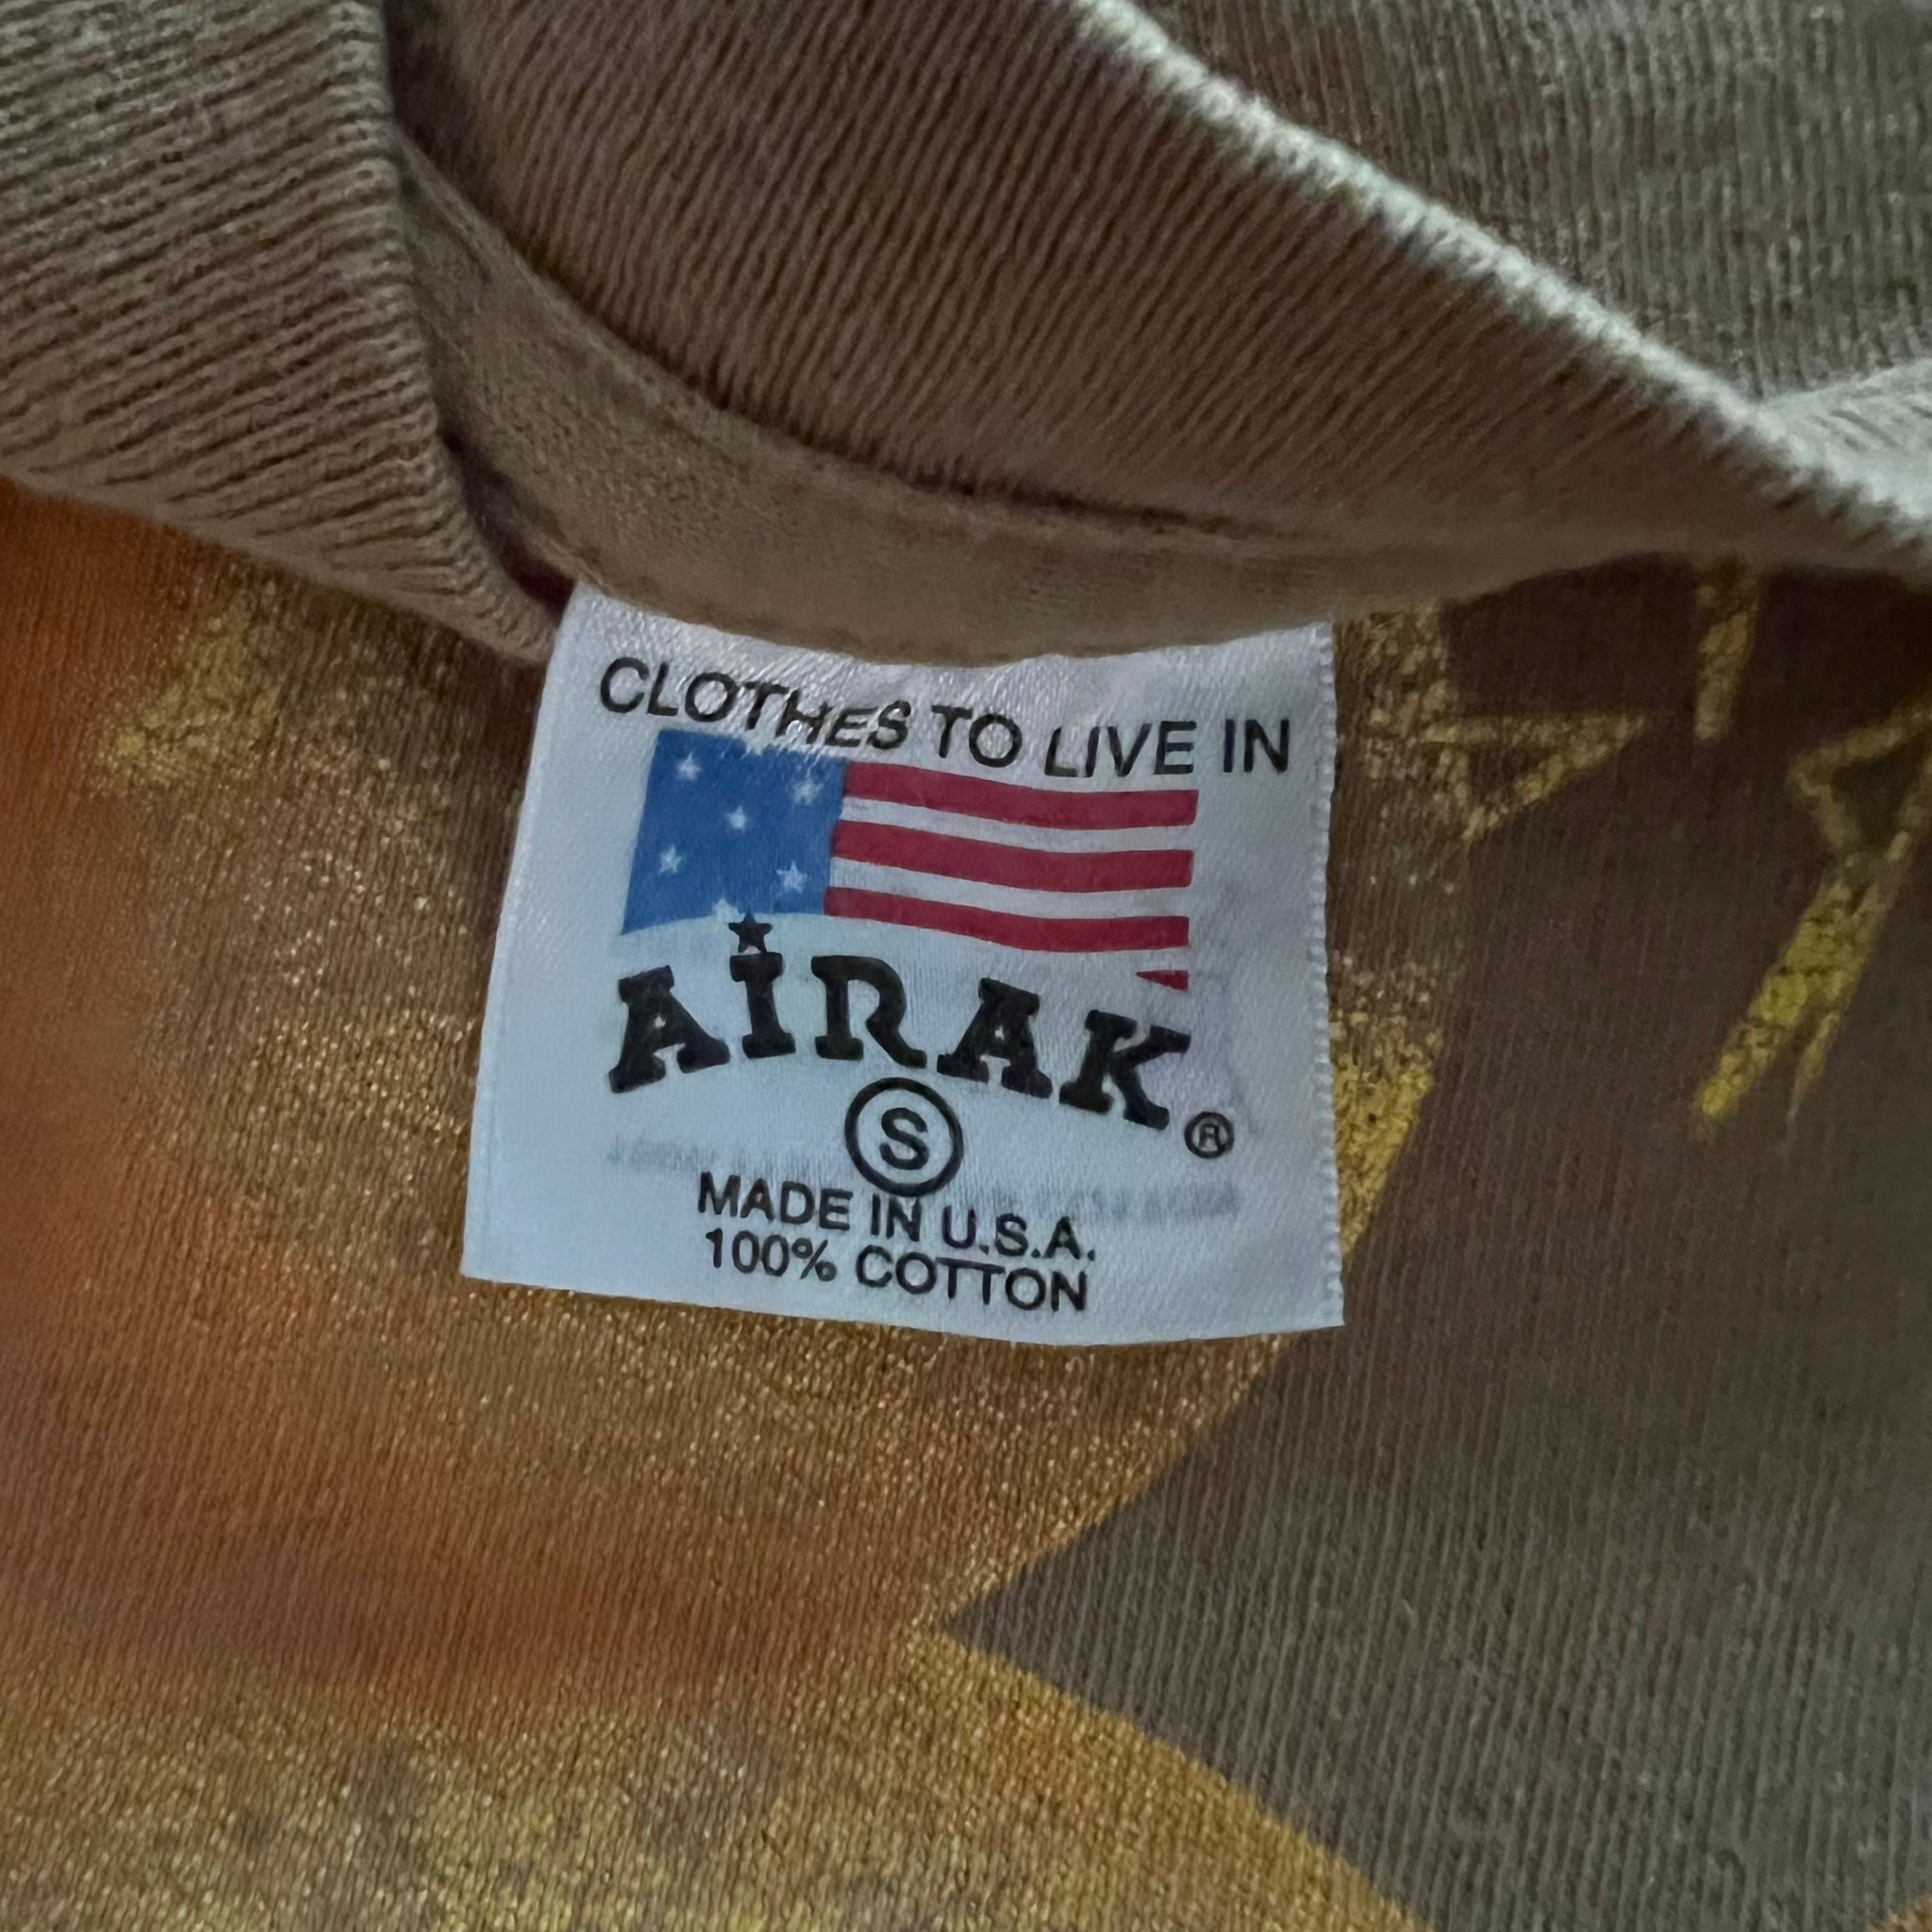 CLOTHES TO LIVE IN
AiRAK®
S
MADE IN U.S.A.
100% COTTON